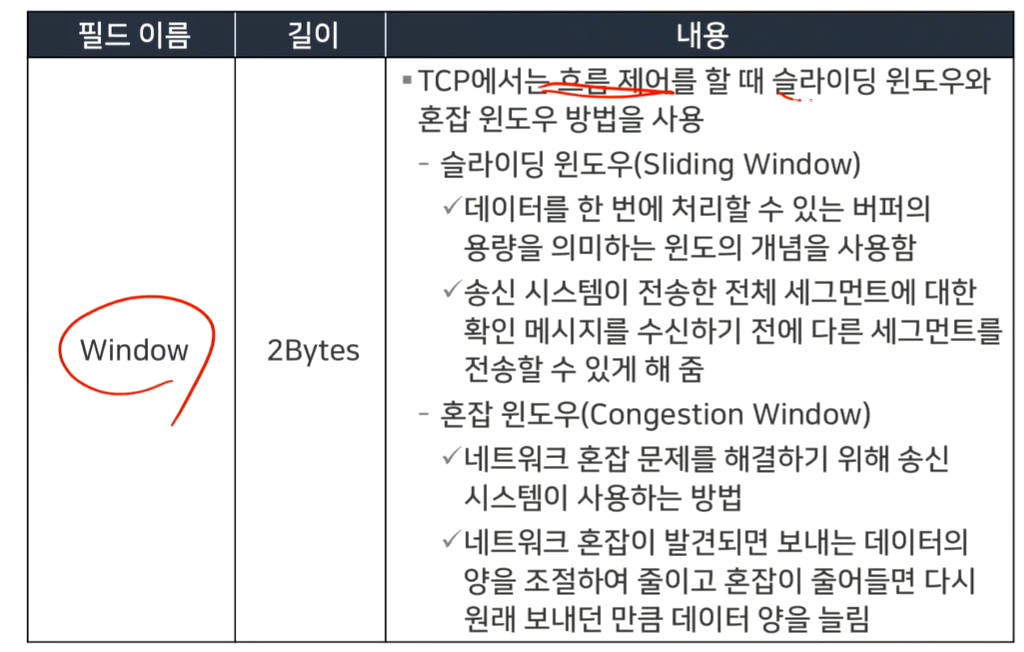 필드 이름 길이 내용
▪TCP에서는 흐름 제어를 할 때 슬라이딩 윈도우와
혼잡 윈도우 방법을 사용
- 슬라이딩 윈도우(Sliding Window)
✓데이터를 한 번에 처리할 수 있는 버퍼의
용량을 의미하는 윈도의 개념을 사용함
✓송신 시스템이 전송한 전체 세그먼트에 대한
확인 메시지를 수신하기 전에 다른 세그먼트를
전송할 수 있게 해 줌
Window 2Bytes
- 혼잡 윈도우(Congestion Window)
✓네트워크 혼잡 문제를 해결하기 위해 송신
시스템이 사용하는 방법
✓네트워크 혼잡이 발견되면 보내는 데이터의
양을 조절하여 줄이고 혼잡이 줄어들면 다시
원래 보내던 만큼 데이터 양을 늘림